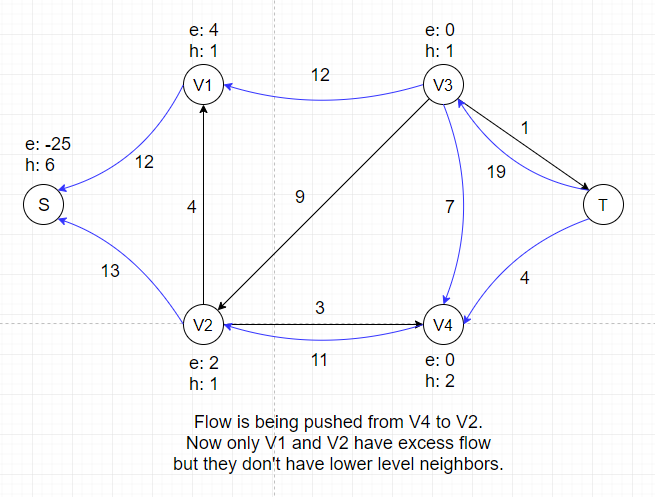 e: 4
h: 1
e: 0
h: 1
V1
12
V3
e: -25
h: 6
12
1
19
S
4
9
7
T
13
4
V2
3
V4
11
e: 2
h: 1
e: 0
h: 2
Flow is being pushed from V4 to V2.
Now only V1 and V2 have excess flow
but they don't have lower level neighbors.